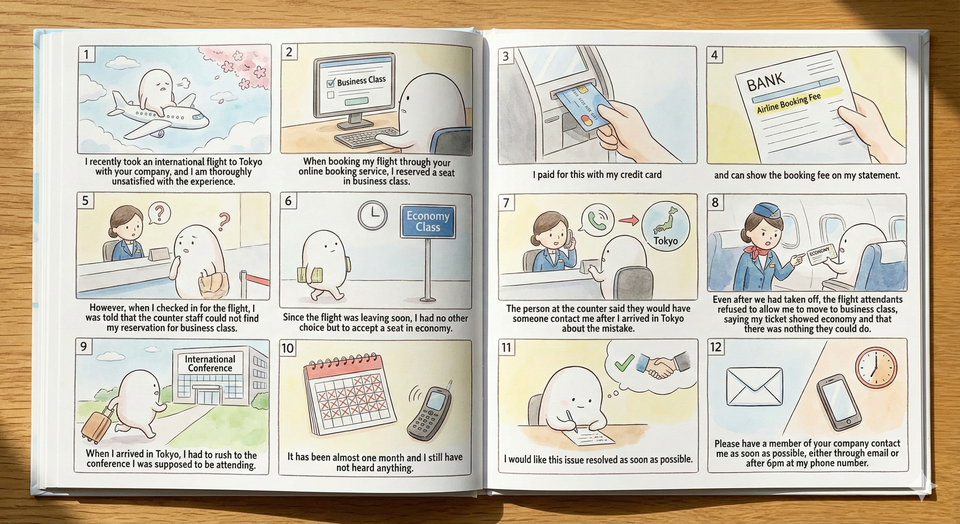 1
I recently took an international flight to Tokyo
with your company, and I am thoroughly
unsatisfied with the experience.
2
Business Class
When booking my flight through your
online booking service, I reserved a seat
in business class.
3
I paid for this with my credit card
4
BANK
Airline Booking Fee
and can show the booking fee on my statement.
5
?
?
However, when I checked in for the flight, I
was told that the counter staff could not find
my reservation for business class.
6
Economy
Class
Since the flight was leaving soon, I had no other
choice but to accept a seat in economy.
7
Tokyo
The person at the counter said they would have
someone contact me after I arrived in Tokyo
about the mistake.
8
ECONOMY
Even after we had taken off, the flight attendants
refused to allow me to move to business class,
saying my ticket showed economy and that
there was nothing they could do.
9
International
Conference
When I arrived in Tokyo, I had to rush to the
conference I was supposed to be attending.
10
It has been almost one month and I still have
not heard anything.
11
I would like this issue resolved as soon as possible.
12
Please have a member of your company contact
me as soon as possible, either through email or
after 6pm at my phone number.